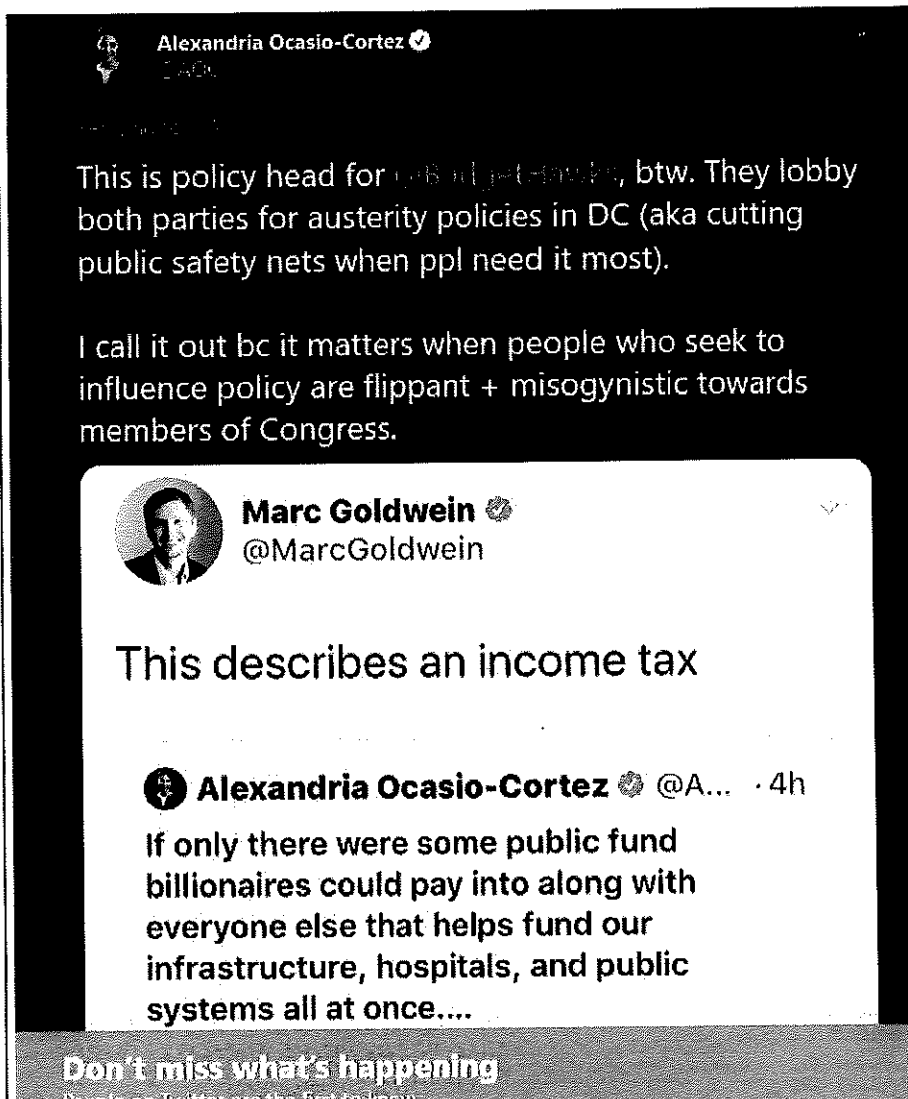 Alexandria Ocasio-Cortez
This is policy head for , btw. They lobby
both parties for austerity policies in DC (aka cutting
public safety nets when ppl need it most).
I call it out bc it matters when people who seek to
influence policy are flippant + misogynistic towards
members of Congress.
Marc Goldwein
@MarcGoldwein
This describes an income tax
Alexandria Ocasio-Cortez @A... · 4h
If only there were some public fund
billionaires could pay into along with
everyone else that helps fund our
infrastructure, hospitals, and public
systems all at once....
Don't miss what's happening